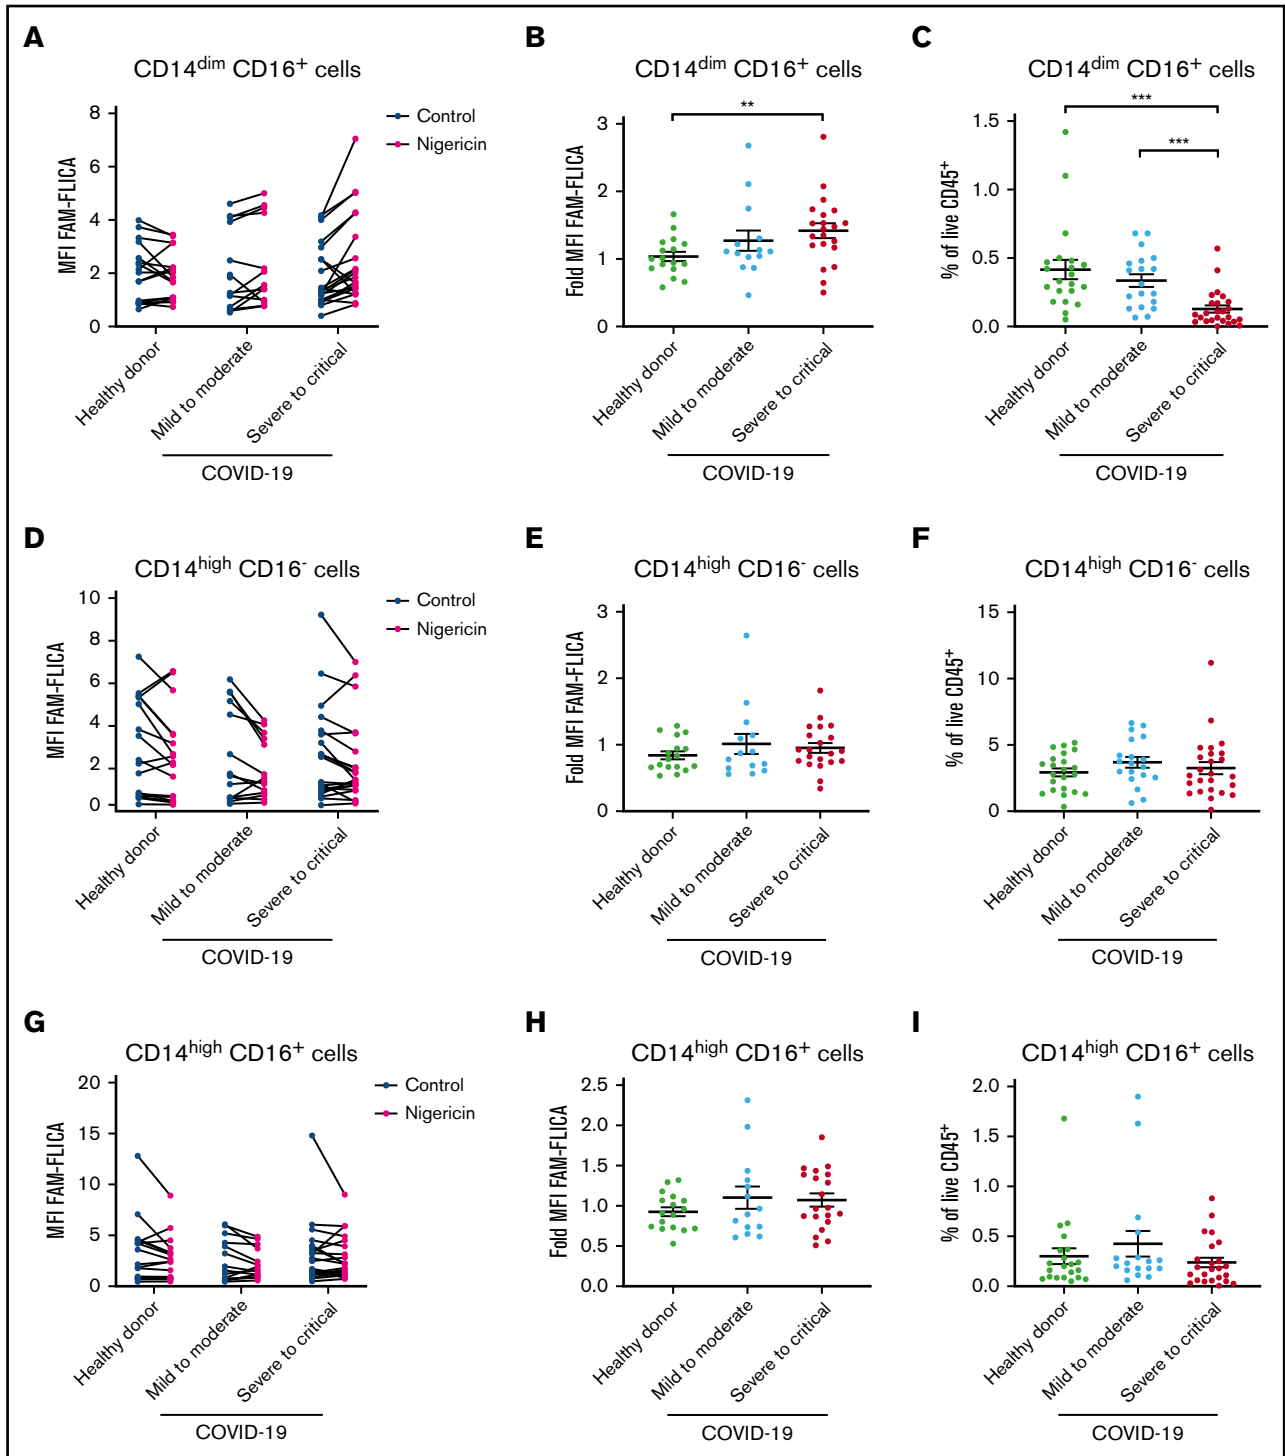 A
CD14dim CD16+ cells
MFI FAM-FLICA
8
6
4
2
0
Control
Nigericin
Healthy donor
Mild to moderate
Severe to critical
COVID-19
B
CD14dim CD16+ cells
**
Fold MFI FAM-FLICA
3
2
1
0
Healthy donor
Mild to moderate
Severe to critical
COVID-19
C
CD14dim CD16+ cells
***
***
% of live CD45+
1.5
1.0
0.5
0.0
Healthy donor
Mild to moderate
Severe to critical
COVID-19
D
CD14high CD16- cells
MFI FAM-FLICA
10
8
6
4
2
0
Control
Nigericin
Healthy donor
Mild to moderate
Severe to critical
COVID-19
E
CD14high CD16- cells
Fold MFI FAM-FLICA
3
2
1
0
Healthy donor
Mild to moderate
Severe to critical
COVID-19
F
CD14high CD16- cells
% of live CD45+
15
10
5
0
Healthy donor
Mild to moderate
Severe to critical
COVID-19
G
CD14high CD16+ cells
MFI FAM-FLICA
20
15
10
5
0
Control
Nigericin
Healthy donor
Mild to moderate
Severe to critical
COVID-19
H
CD14high CD16+ cells
Fold MFI FAM-FLICA
2.5
2.0
1.5
1.0
0.5
0.0
Healthy donor
Mild to moderate
Severe to critical
COVID-19
I
CD14high CD16+ cells
% of live CD45+
2.0
1.5
1.0
0.5
0.0
Healthy donor
Mild to moderate
Severe to critical
COVID-19